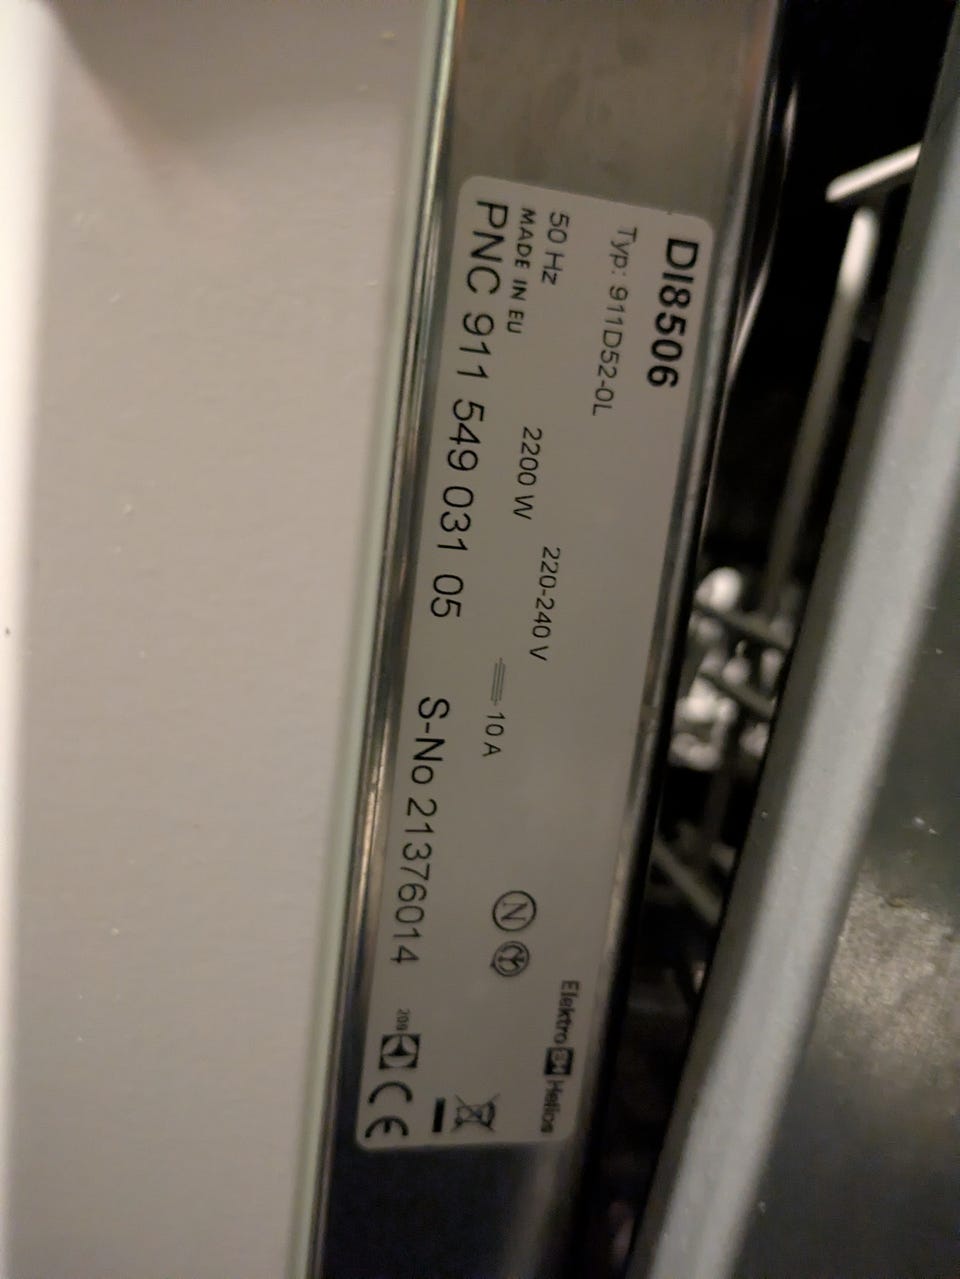 DI8506
Typ: 911D52-0L
Elektro EH Helios
220-240 V
50 Hz
2200 W
10 A
N
MADE IN EU
PNC 911 549 031 05
S-No 21376014
CE